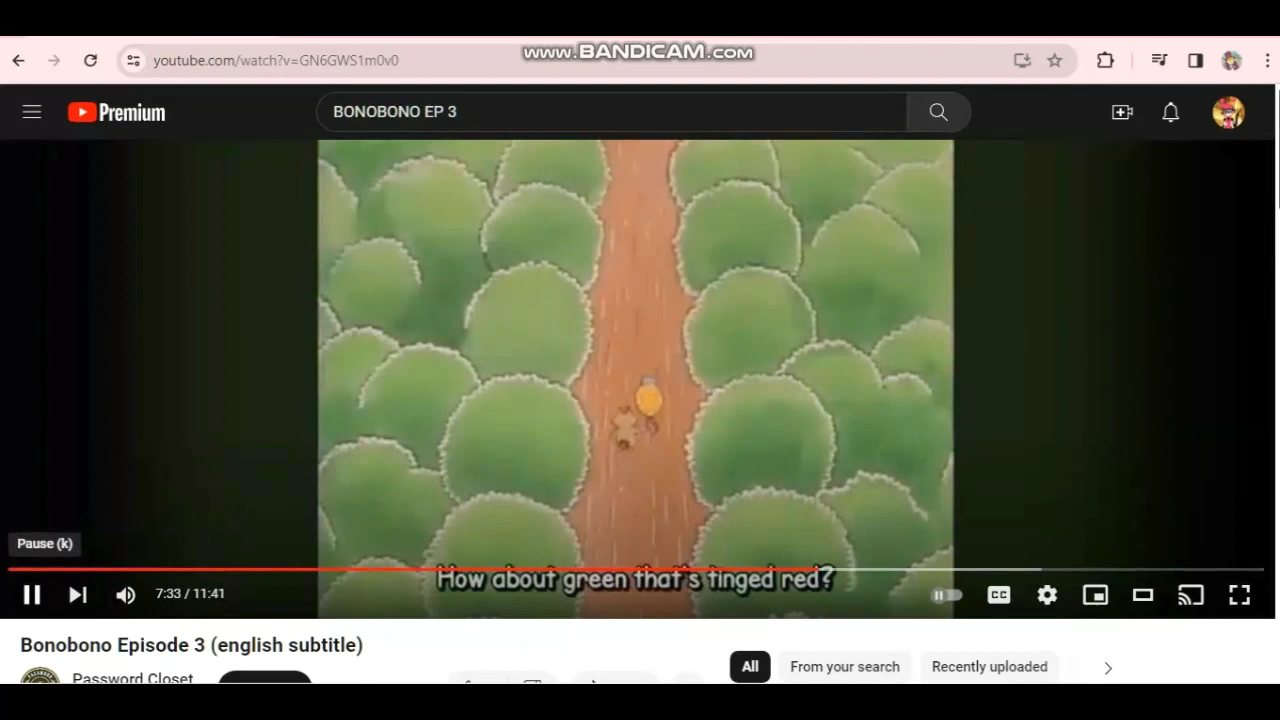 www.BANDICAM.com
youtube.com/watch?v=GN6GWS1m0v0
Premium
BONOBONO EP 3
How about green that's tinged red?
Pause (k)
7:33 / 11:41
CC
Bonobono Episode 3 (english subtitle)
Password Closet
All
From your search
Recently uploaded